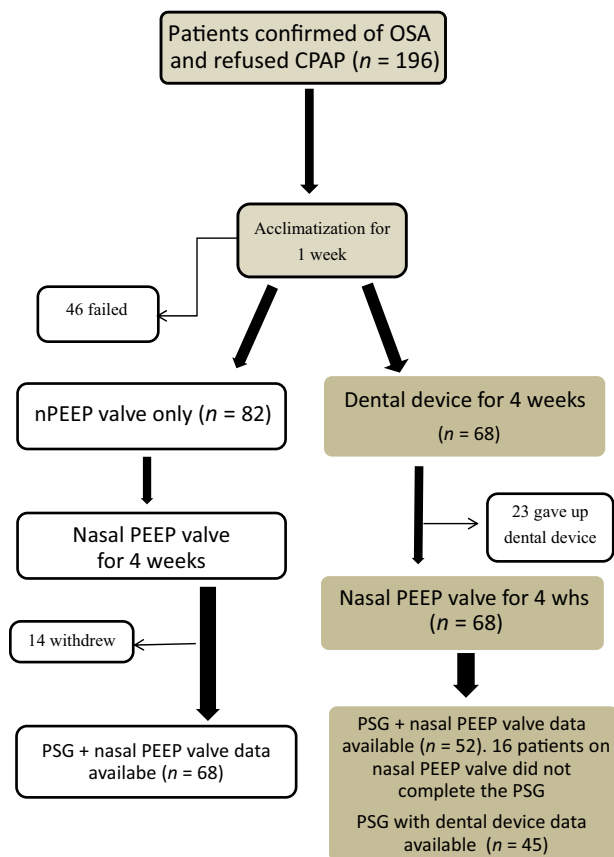 Patients confirmed of OSA
and refused CPAP (n = 196)
Acclimatization for
1 week
46 failed
nPEEP valve only (n = 82)
Dental device for 4 weeks
(n = 68)
23 gave up
dental device
Nasal PEEP valve
for 4 weeks
Nasal PEEP valve for 4 whs
(n = 68)
14 withdrew
PSG + nasal PEEP valve data
availabe (n = 68)
PSG + nasal PEEP valve data
available (n = 52). 16 patients on
nasal PEEP valve did not
complete the PSG
PSG with dental device data
available (n = 45)